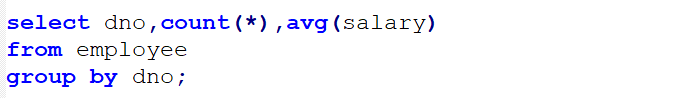 select dno,count(*),avg(salary)
from employee
group by dno;